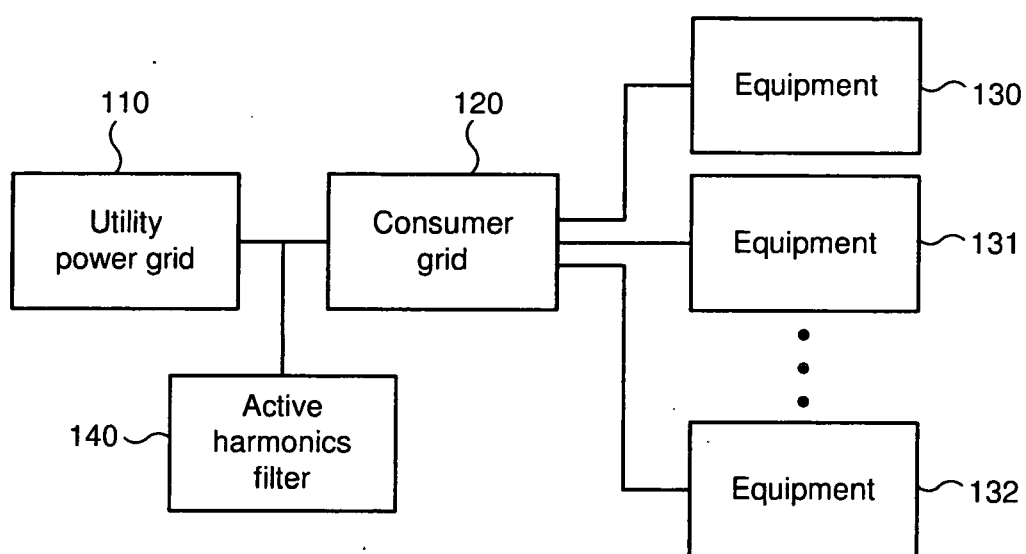 110
Utility
power grid
120
Consumer
grid
Equipment
130
Equipment
131
140
Active
harmonics
filter
Equipment
132